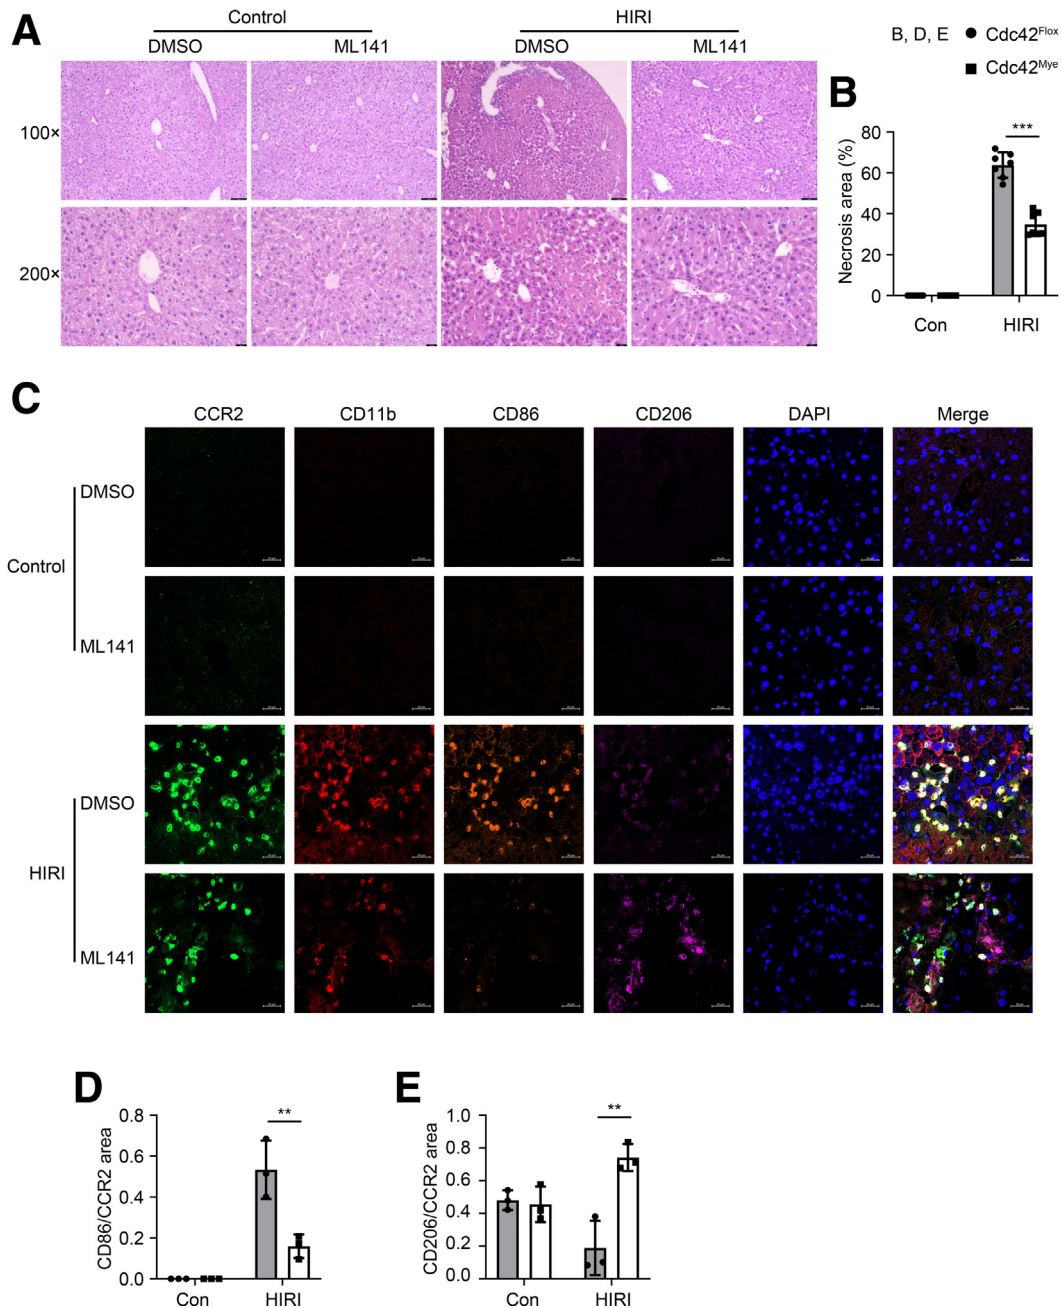 A
Control
HIRI
DMSO
ML141
DMSO
ML141
100×
200×
B, D, E
Cdc42Flox
Cdc42Mye
B
Necrosis area (%)
80
60
40
20
0
***
Con
HIRI
C
CCR2
CD11b
CD86
CD206
DAPI
Merge
Control
DMSO
ML141
HIRI
DMSO
ML141
D
CD86/CCR2 area
0.8
0.6
0.4
0.2
0.0
**
Con
HIRI
E
CD206/CCR2 area
1.0
0.8
0.6
0.4
0.2
0.0
**
Con
HIRI